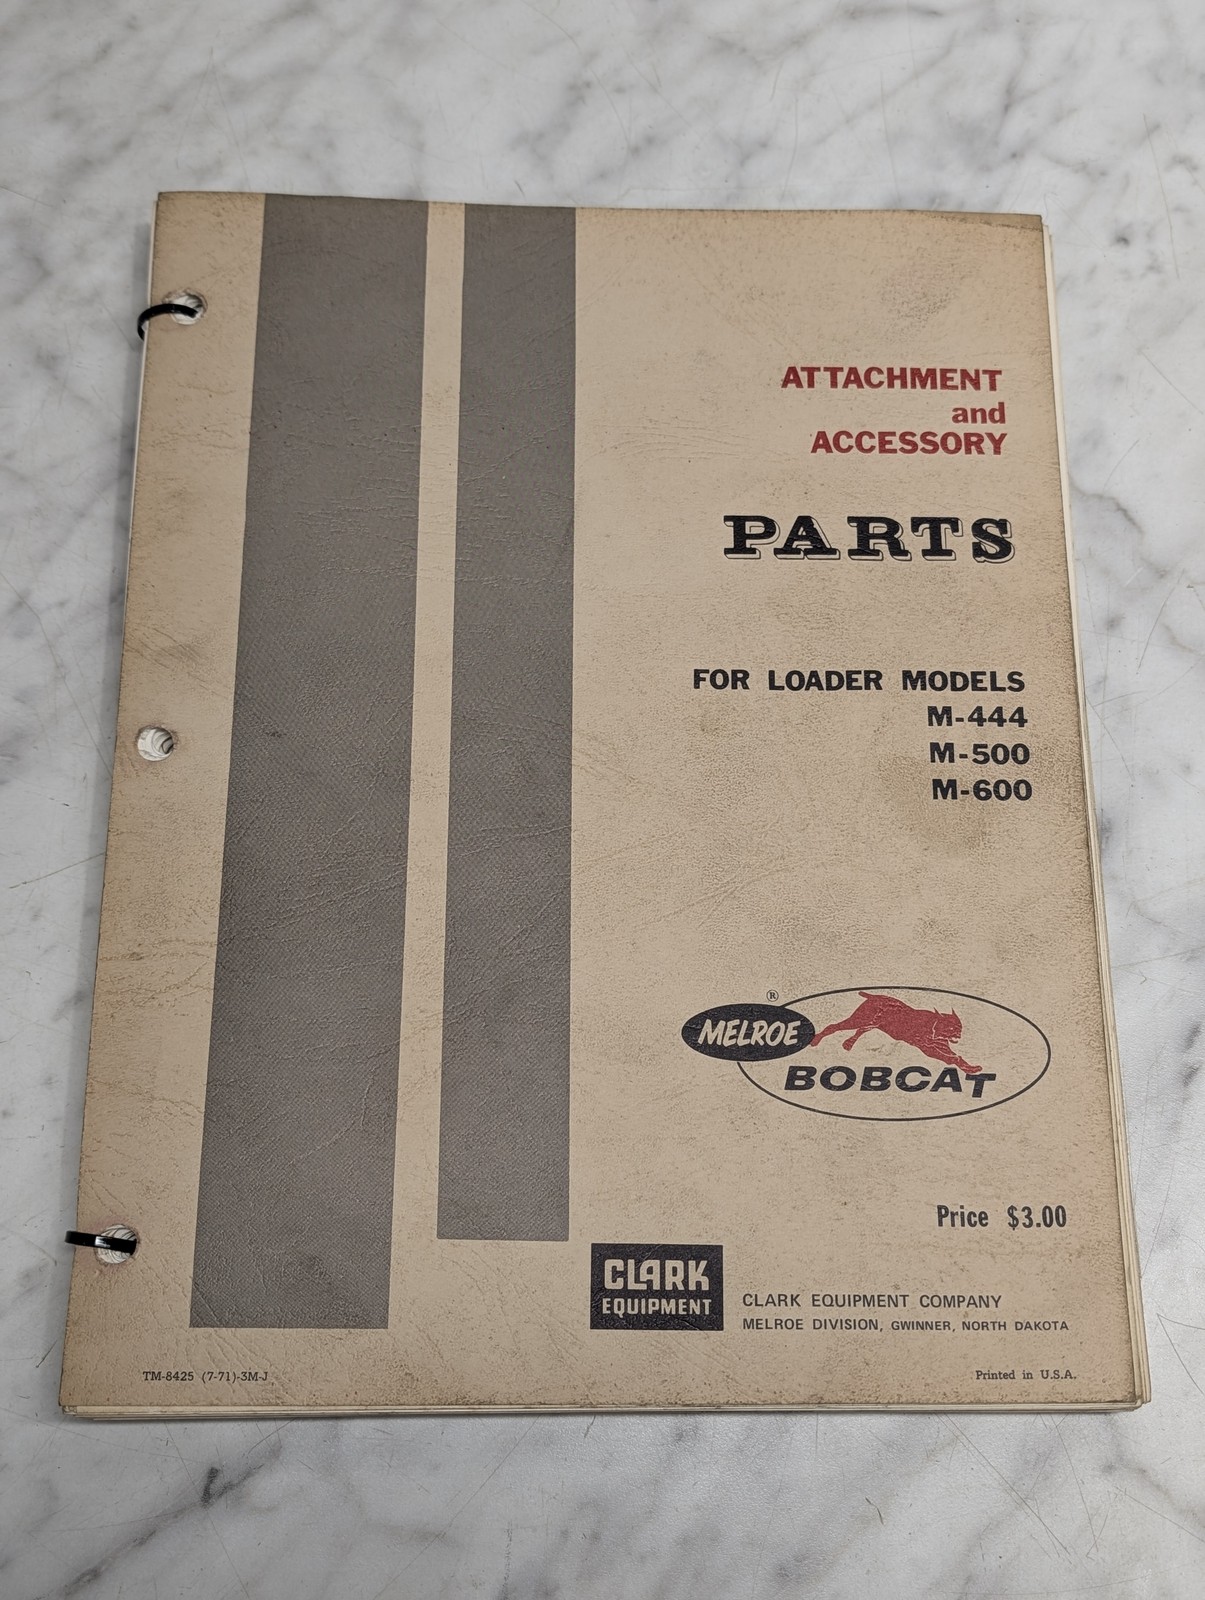 ATTACHMENT
and
ACCESSORY
PARTS
FOR LOADER MODELS
M-444
M-500
M-600
®
MELROE
BOBCAT
Price $3.00
CLARK
EQUIPMENT
CLARK EQUIPMENT COMPANY
MELROE DIVISION, GWINNER, NORTH DAKOTA
TM-8425 (7-71)-3M-J
Printed in U.S.A.